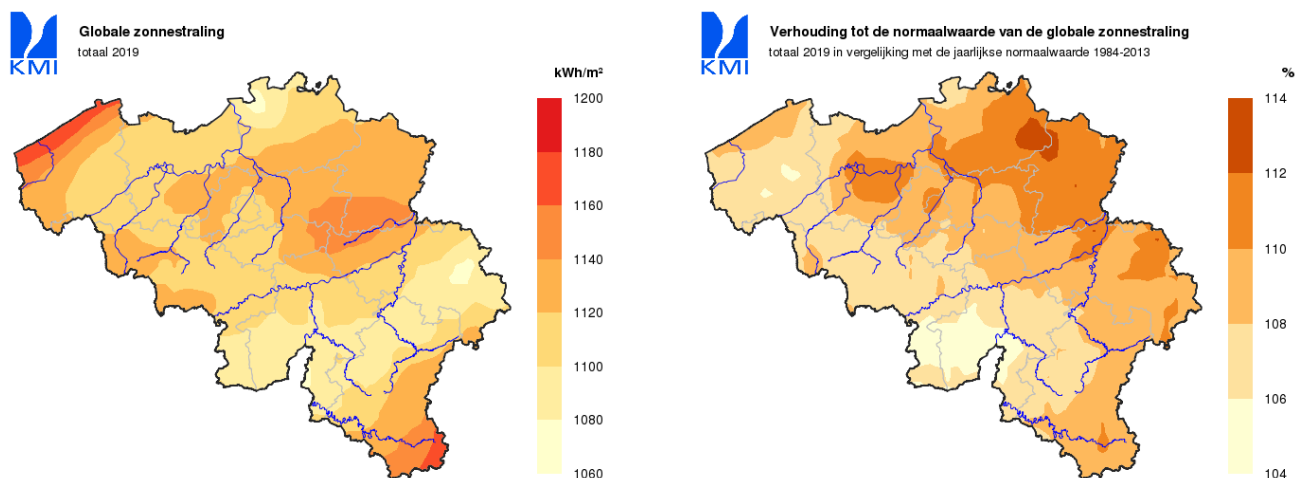 KMI
Globale zonnestraling
totaal 2019
kWh/m²
1200
1180
1160
1140
1120
1100
1080
1060
KMI
Verhouding tot de normaalwaarde van de globale zonnestraling
totaal 2019 in vergelijking met de jaarlijkse normaalwaarde 1984-2013
%
114
112
110
108
106
104